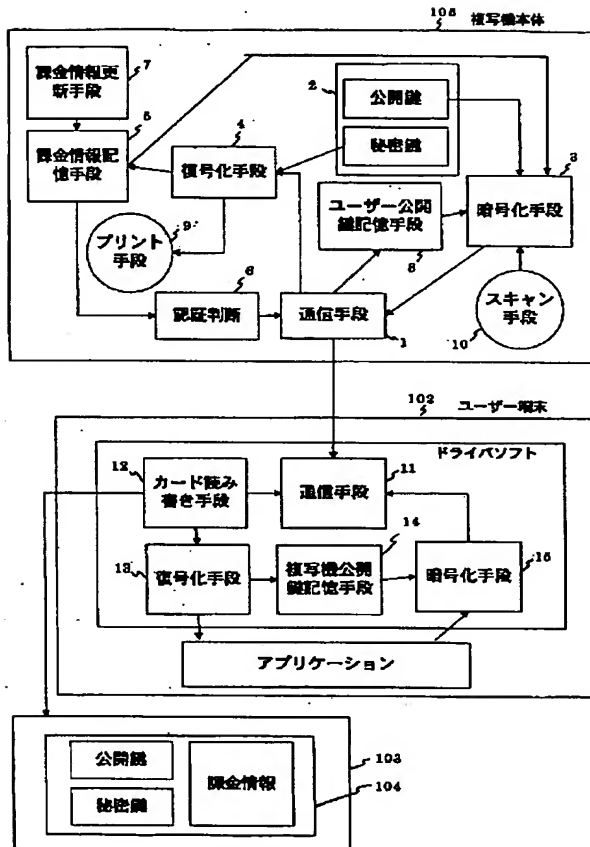 105
複写機本体
7
課金情報更
新手段
2
公開鍵
秘密鍵
5
課金情報記
憶手段
4
復号化手段
3
暗号化手段
ユーザー公開
鍵記憶手段
8
プリント
手段
9
6
認証判断
通信手段
1
スキャン
手段
10
102
ユーザー端末
ドライバソフト
12
カード読み
書き手段
11
通信手段
14
13
復号化手段
複写機公開
鍵記憶手段
15
暗号化手段
アプリケーション
公開鍵
秘密鍵
課金情報
103
104